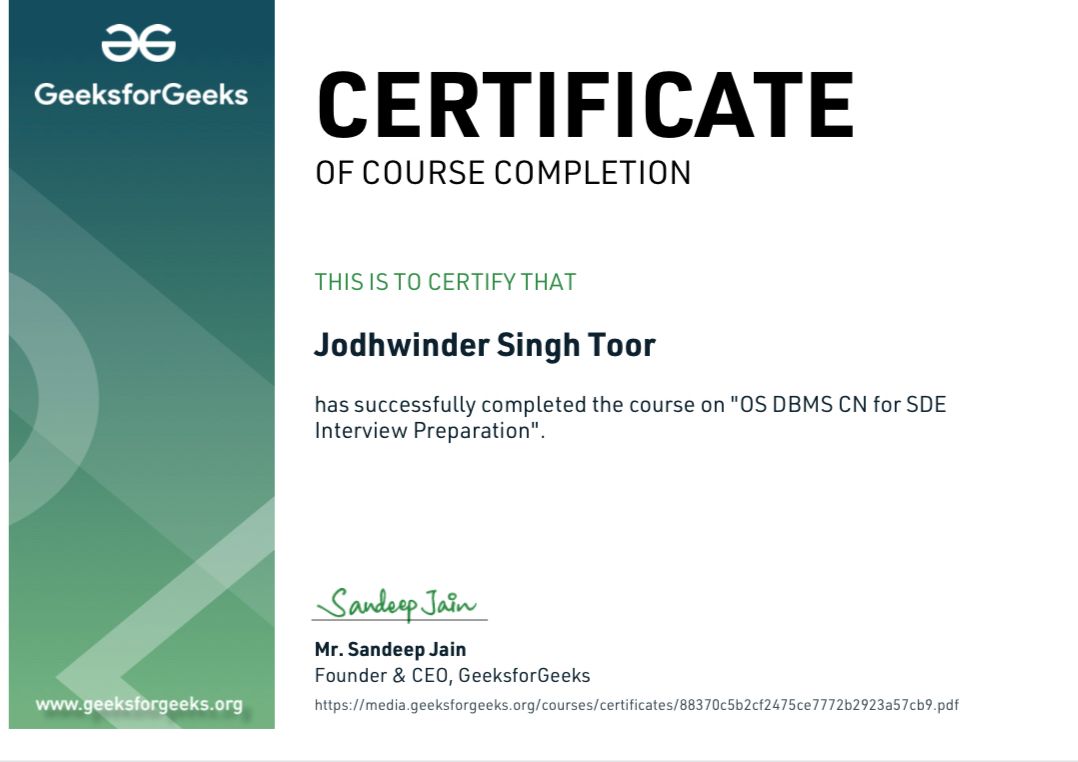 GeeksforGeeks
CERTIFICATE
OF COURSE COMPLETION
THIS IS TO CERTIFY THAT
Jodhwinder Singh Toor
has successfully completed the course on "OS DBMS CN for SDE
Interview Preparation".
Sandeep Jain
Mr. Sandeep Jain
Founder & CEO, GeeksforGeeks
https://media.geeksforgeeks.org/courses/certificates/88370c5b2cf2475ce7772b2923a57cb9.pdf
www.geeksforgeeks.org